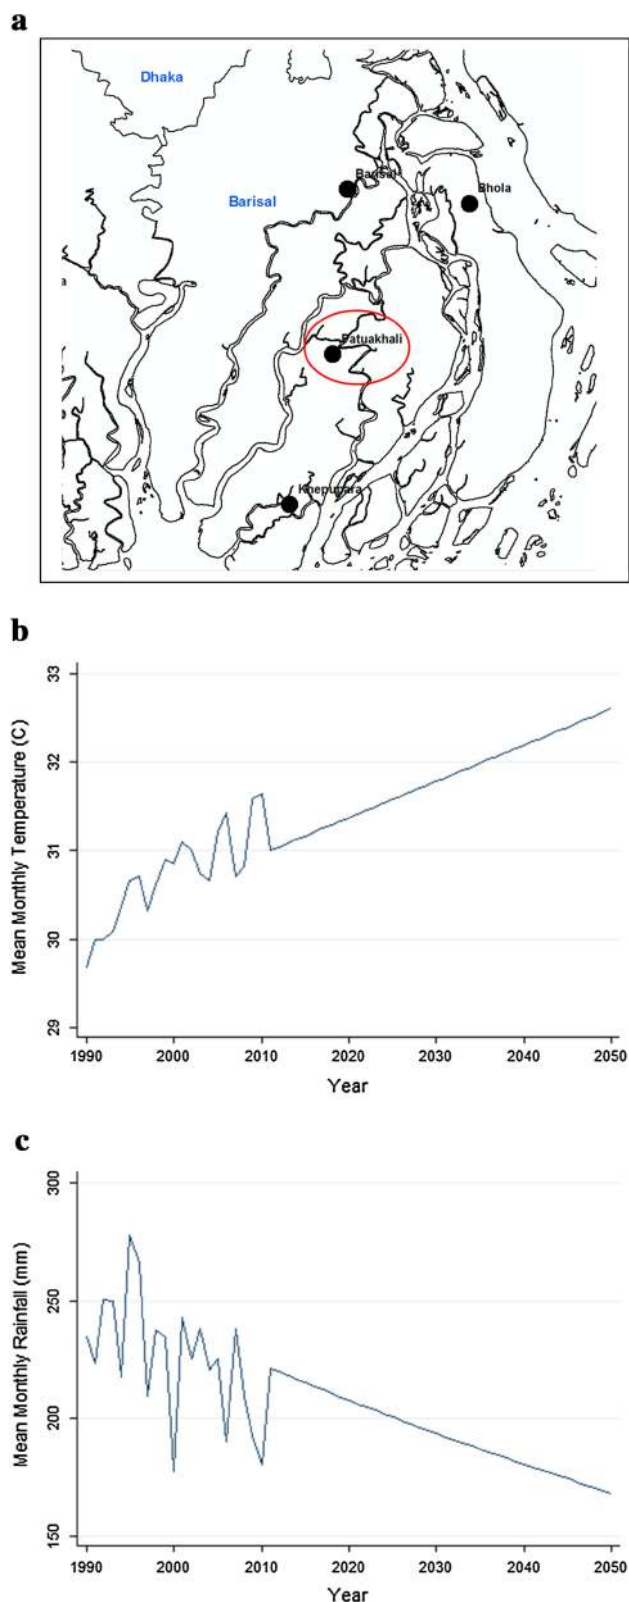 a
Dhaka
Barisal
Barisal
Bhola
a
Patuakhali
Khepupara
b
Mean Monthly Temperature (C)
33
32
31
30
29
1990 2000 2010 2020 2030 2040 2050
Year
c
Mean Monthly Rainfall (mm)
300
250
200
150
1990 2000 2010 2020 2030 2040 2050
Year